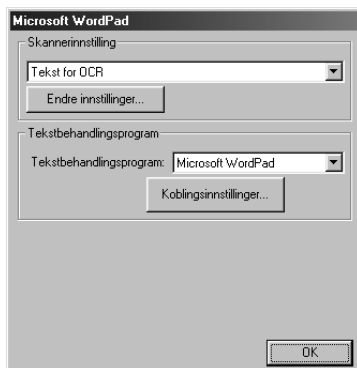 Microsoft WordPad
Skannerinnstilling
Tekst for OCR
Endre innstillinger...
Tekstbehandlingsprogram
Tekstbehandlingsprogram: Microsoft WordPad
Koblingsinnstillinger...
OK